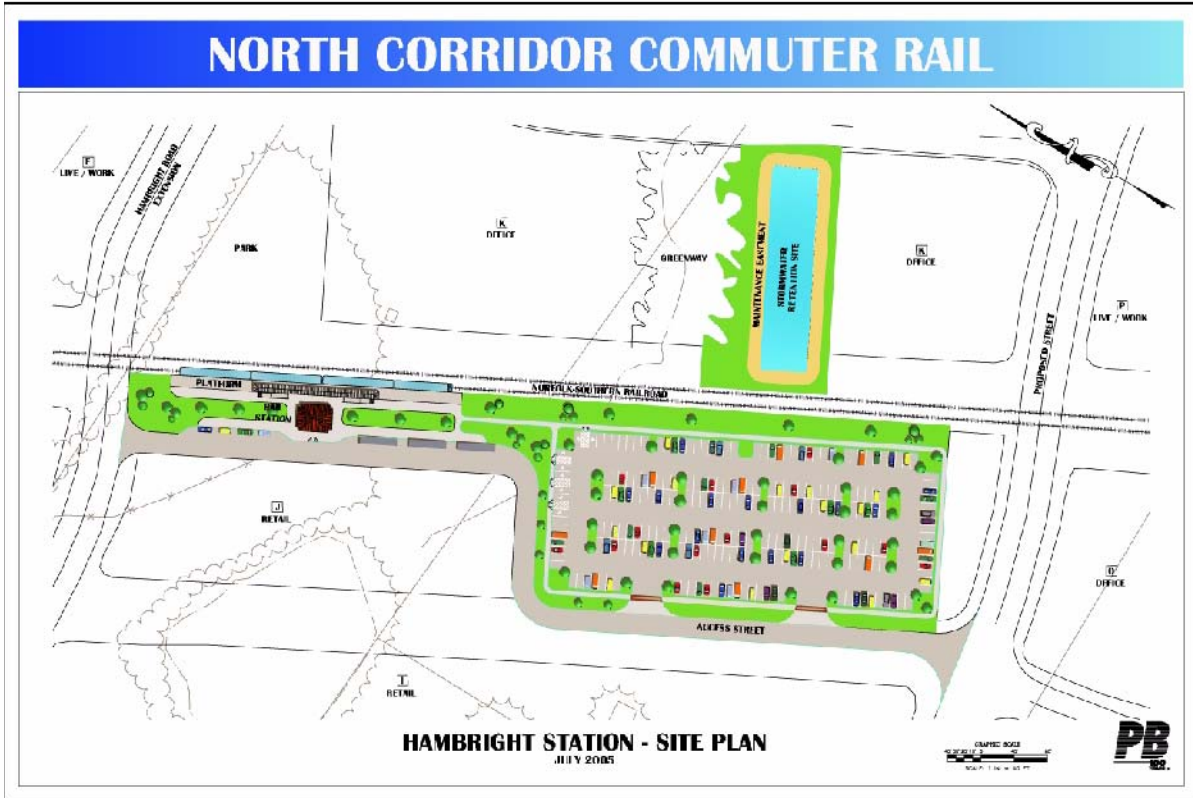 NORTH CORRIDOR COMMUTER RAIL
F
LIVE / WORK
HAMBRIGHT ROAD
EXTENSION
PARK
K
OFFICE
GREENWAY
MAINTENANCE EASEMENT
STORMWATER
RETENTION SITE
OFFICE
PROPOSED STREET
P
LIVE / WORK
PLATFORM
NORFOLK-SOUTHERN RAILROAD
STATION
J
RETAIL
OFFICE
ACCESS STREET
RETAIL
HAMBRIGHT STATION - SITE PLAN
JULY 2005
GRAPHIC SCALE
PB
100